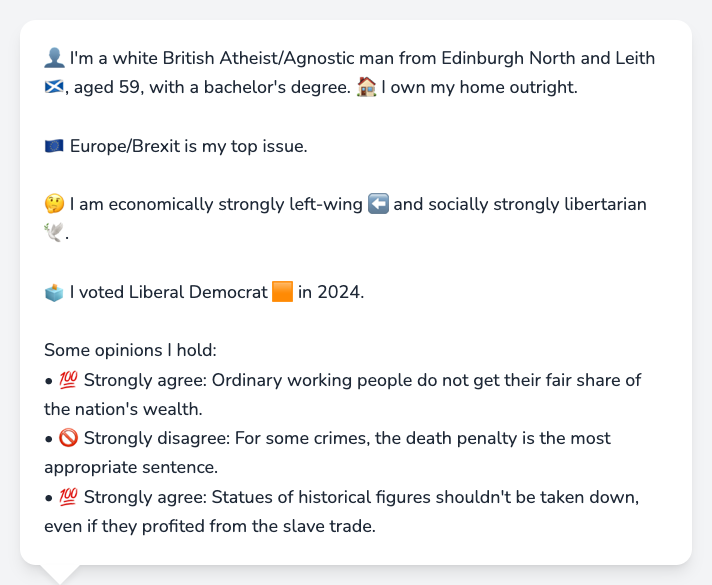 👤 I'm a white British Atheist/Agnostic man from Edinburgh North and Leith
🏴󠁧󠁢󠁳󠁣󠁴󠁿, aged 59, with a bachelor's degree. 🏠 I own my home outright.
🇪🇺 Europe/Brexit is my top issue.
🤔 I am economically strongly left-wing ⬅️ and socially strongly libertarian
🕊️.
🗳️ I voted Liberal Democrat 🟧 in 2024.
Some opinions I hold:
• 💯 Strongly agree: Ordinary working people do not get their fair share of
the nation's wealth.
• 🚫 Strongly disagree: For some crimes, the death penalty is the most
appropriate sentence.
• 💯 Strongly agree: Statues of historical figures shouldn't be taken down,
even if they profited from the slave trade.